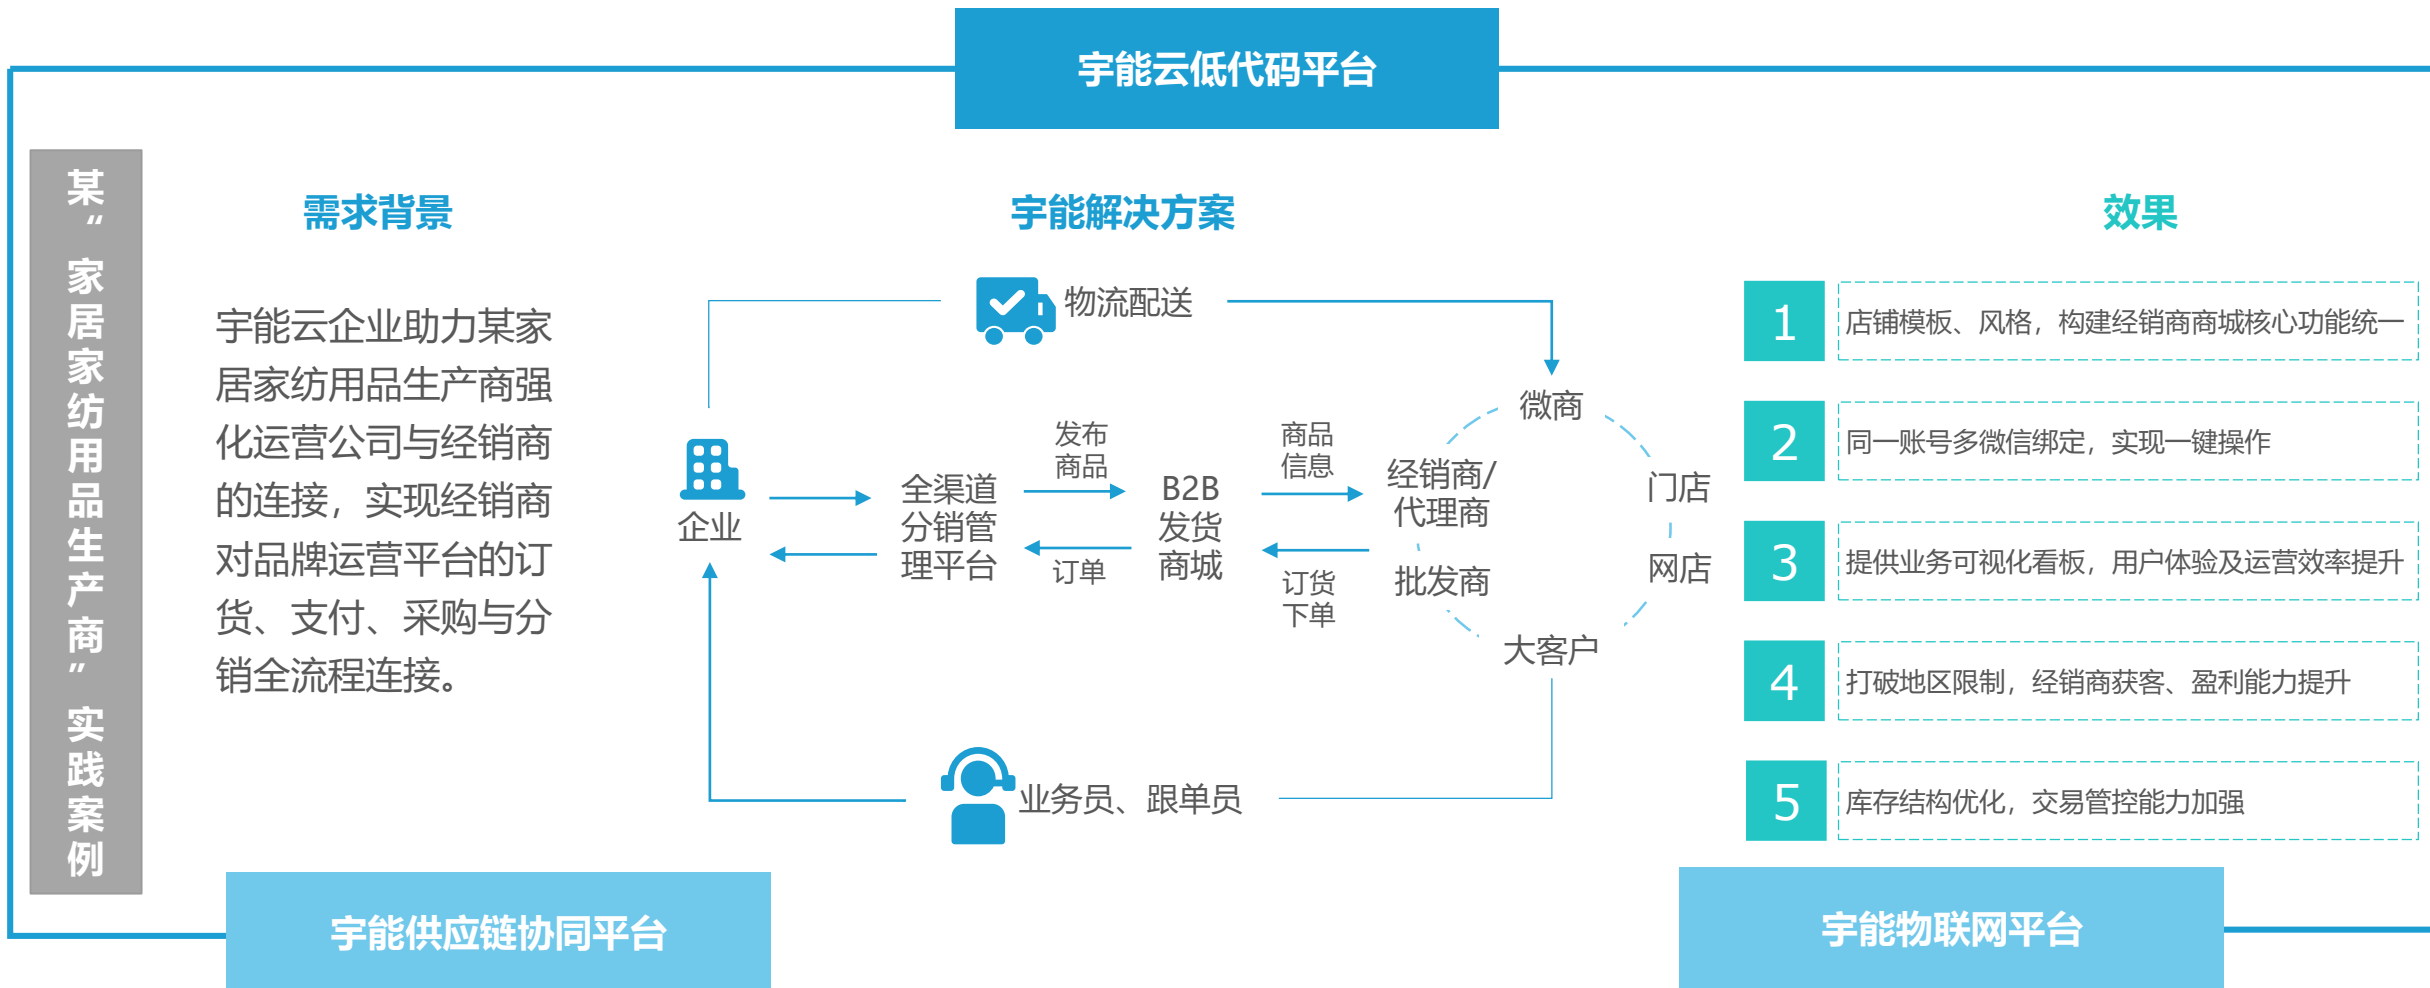 宇能云低代码平台
某“家居家纺用品生产商”实践案例
需求背景
宇能云企业助力某家
居家纺用品生产商强
化运营公司与经销商
的连接，实现经销商
对品牌运营平台的订
货、支付、采购与分
销全流程连接。
宇能解决方案
物流配送
企业
全渠道
分销管
理平台
发布
商品
订单
B2B
发货
商城
商品
信息
订货
下单
经销商/
代理商
批发商
微商
门店
网店
大客户
业务员、跟单员
效果
1
店铺模板、风格，构建经销商商城核心功能统一
2
同一账号多微信绑定，实现一键操作
3
提供业务可视化看板，用户体验及运营效率提升
4
打破地区限制，经销商获客、盈利能力提升
5
库存结构优化，交易管控能力加强
宇能供应链协同平台
宇能物联网平台